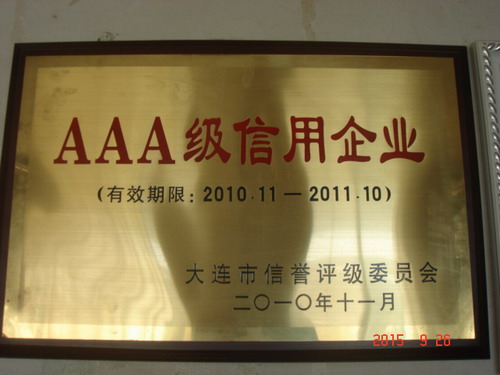 AAA级信用企业
(有效期限：2010·11—2011·10)
大连市信誉评级委员会
二〇一〇年十一月
2015 9 26